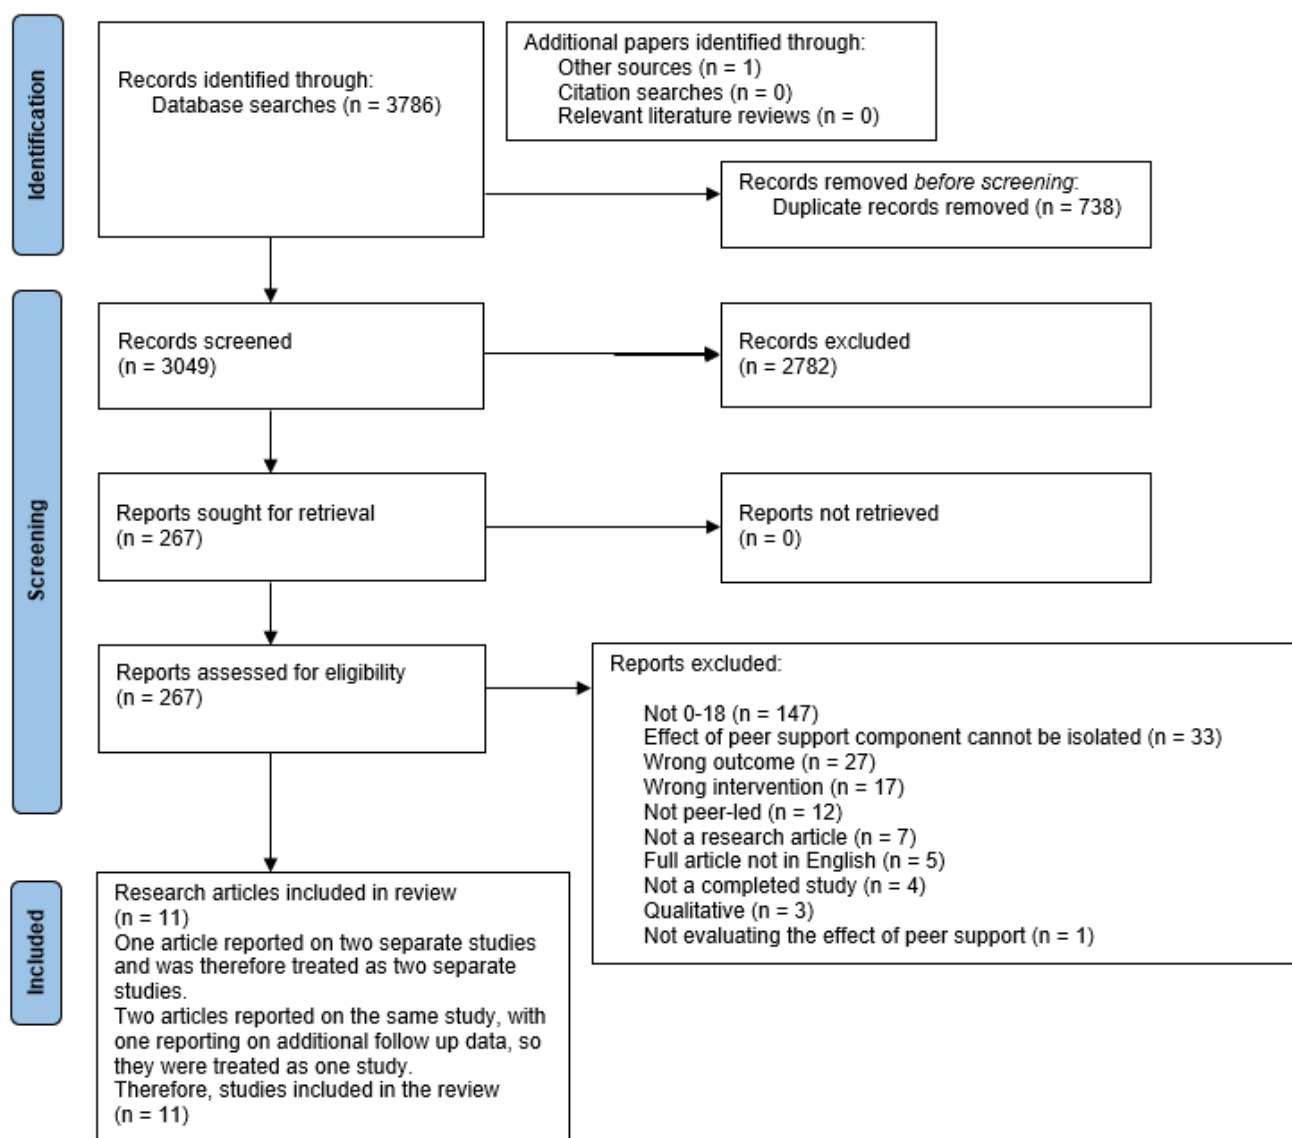 Identification
Records identified through:
Database searches (n = 3786)
Additional papers identified through:
Other sources (n = 1)
Citation searches (n = 0)
Relevant literature reviews (n = 0)
Records removed before screening:
Duplicate records removed (n = 738)
Screening
Records screened
(n = 3049)
Records excluded
(n = 2782)
Reports sought for retrieval
(n = 267)
Reports not retrieved
(n = 0)
Reports assessed for eligibility
(n = 267)
Reports excluded:
Not 0-18 (n = 147)
Effect of peer support component cannot be isolated (n = 33)
Wrong outcome (n = 27)
Wrong intervention (n = 17)
Not peer-led (n = 12)
Not a research article (n = 7)
Full article not in English (n = 5)
Not a completed study (n = 4)
Qualitative (n = 3)
Not evaluating the effect of peer support (n = 1)
Included
Research articles included in review
(n = 11)
One article reported on two separate studies
and was therefore treated as two separate
studies.
Two articles reported on the same study, with
one reporting on additional follow up data, so
they were treated as one study.
Therefore, studies included in the review
(n = 11)